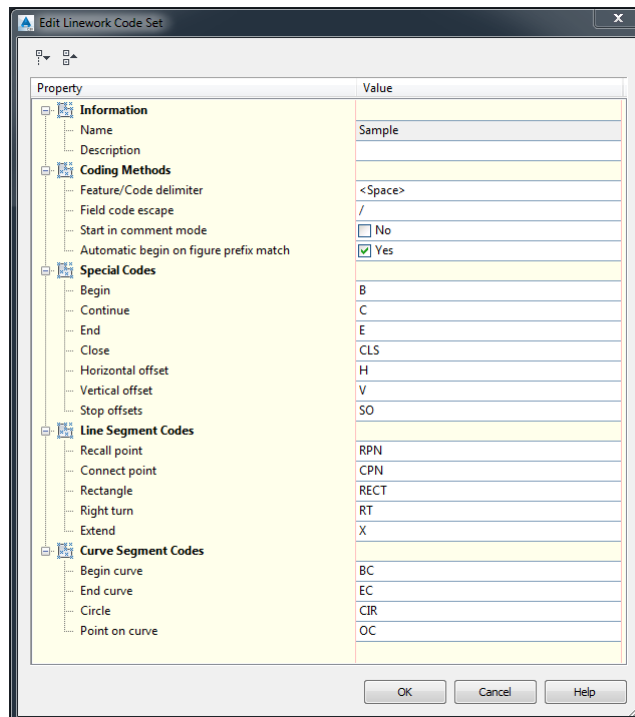 Edit Linework Code Set
Property Value
Information
Name Sample
Description
Coding Methods
Feature/Code delimiter <Space>
Field code escape /
Start in comment mode No
Automatic begin on figure prefix match Yes
Special Codes
Begin B
Continue C
End E
Close CLS
Horizontal offset H
Vertical offset V
Stop offsets SO
Line Segment Codes
Recall point RPN
Connect point CPN
Rectangle RECT
Right turn RT
Extend X
Curve Segment Codes
Begin curve BC
End curve EC
Circle CIR
Point on curve OC
OK Cancel Help